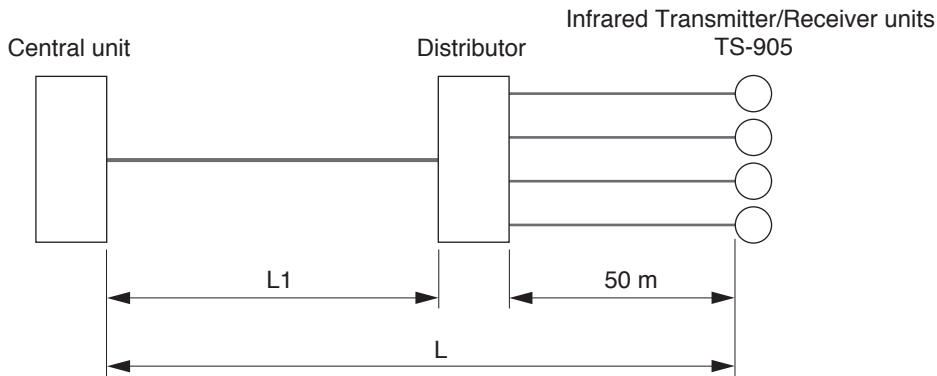 Infrared Transmitter/Receiver units
Central unit
Distributor
TS-905
L1
50 m
L